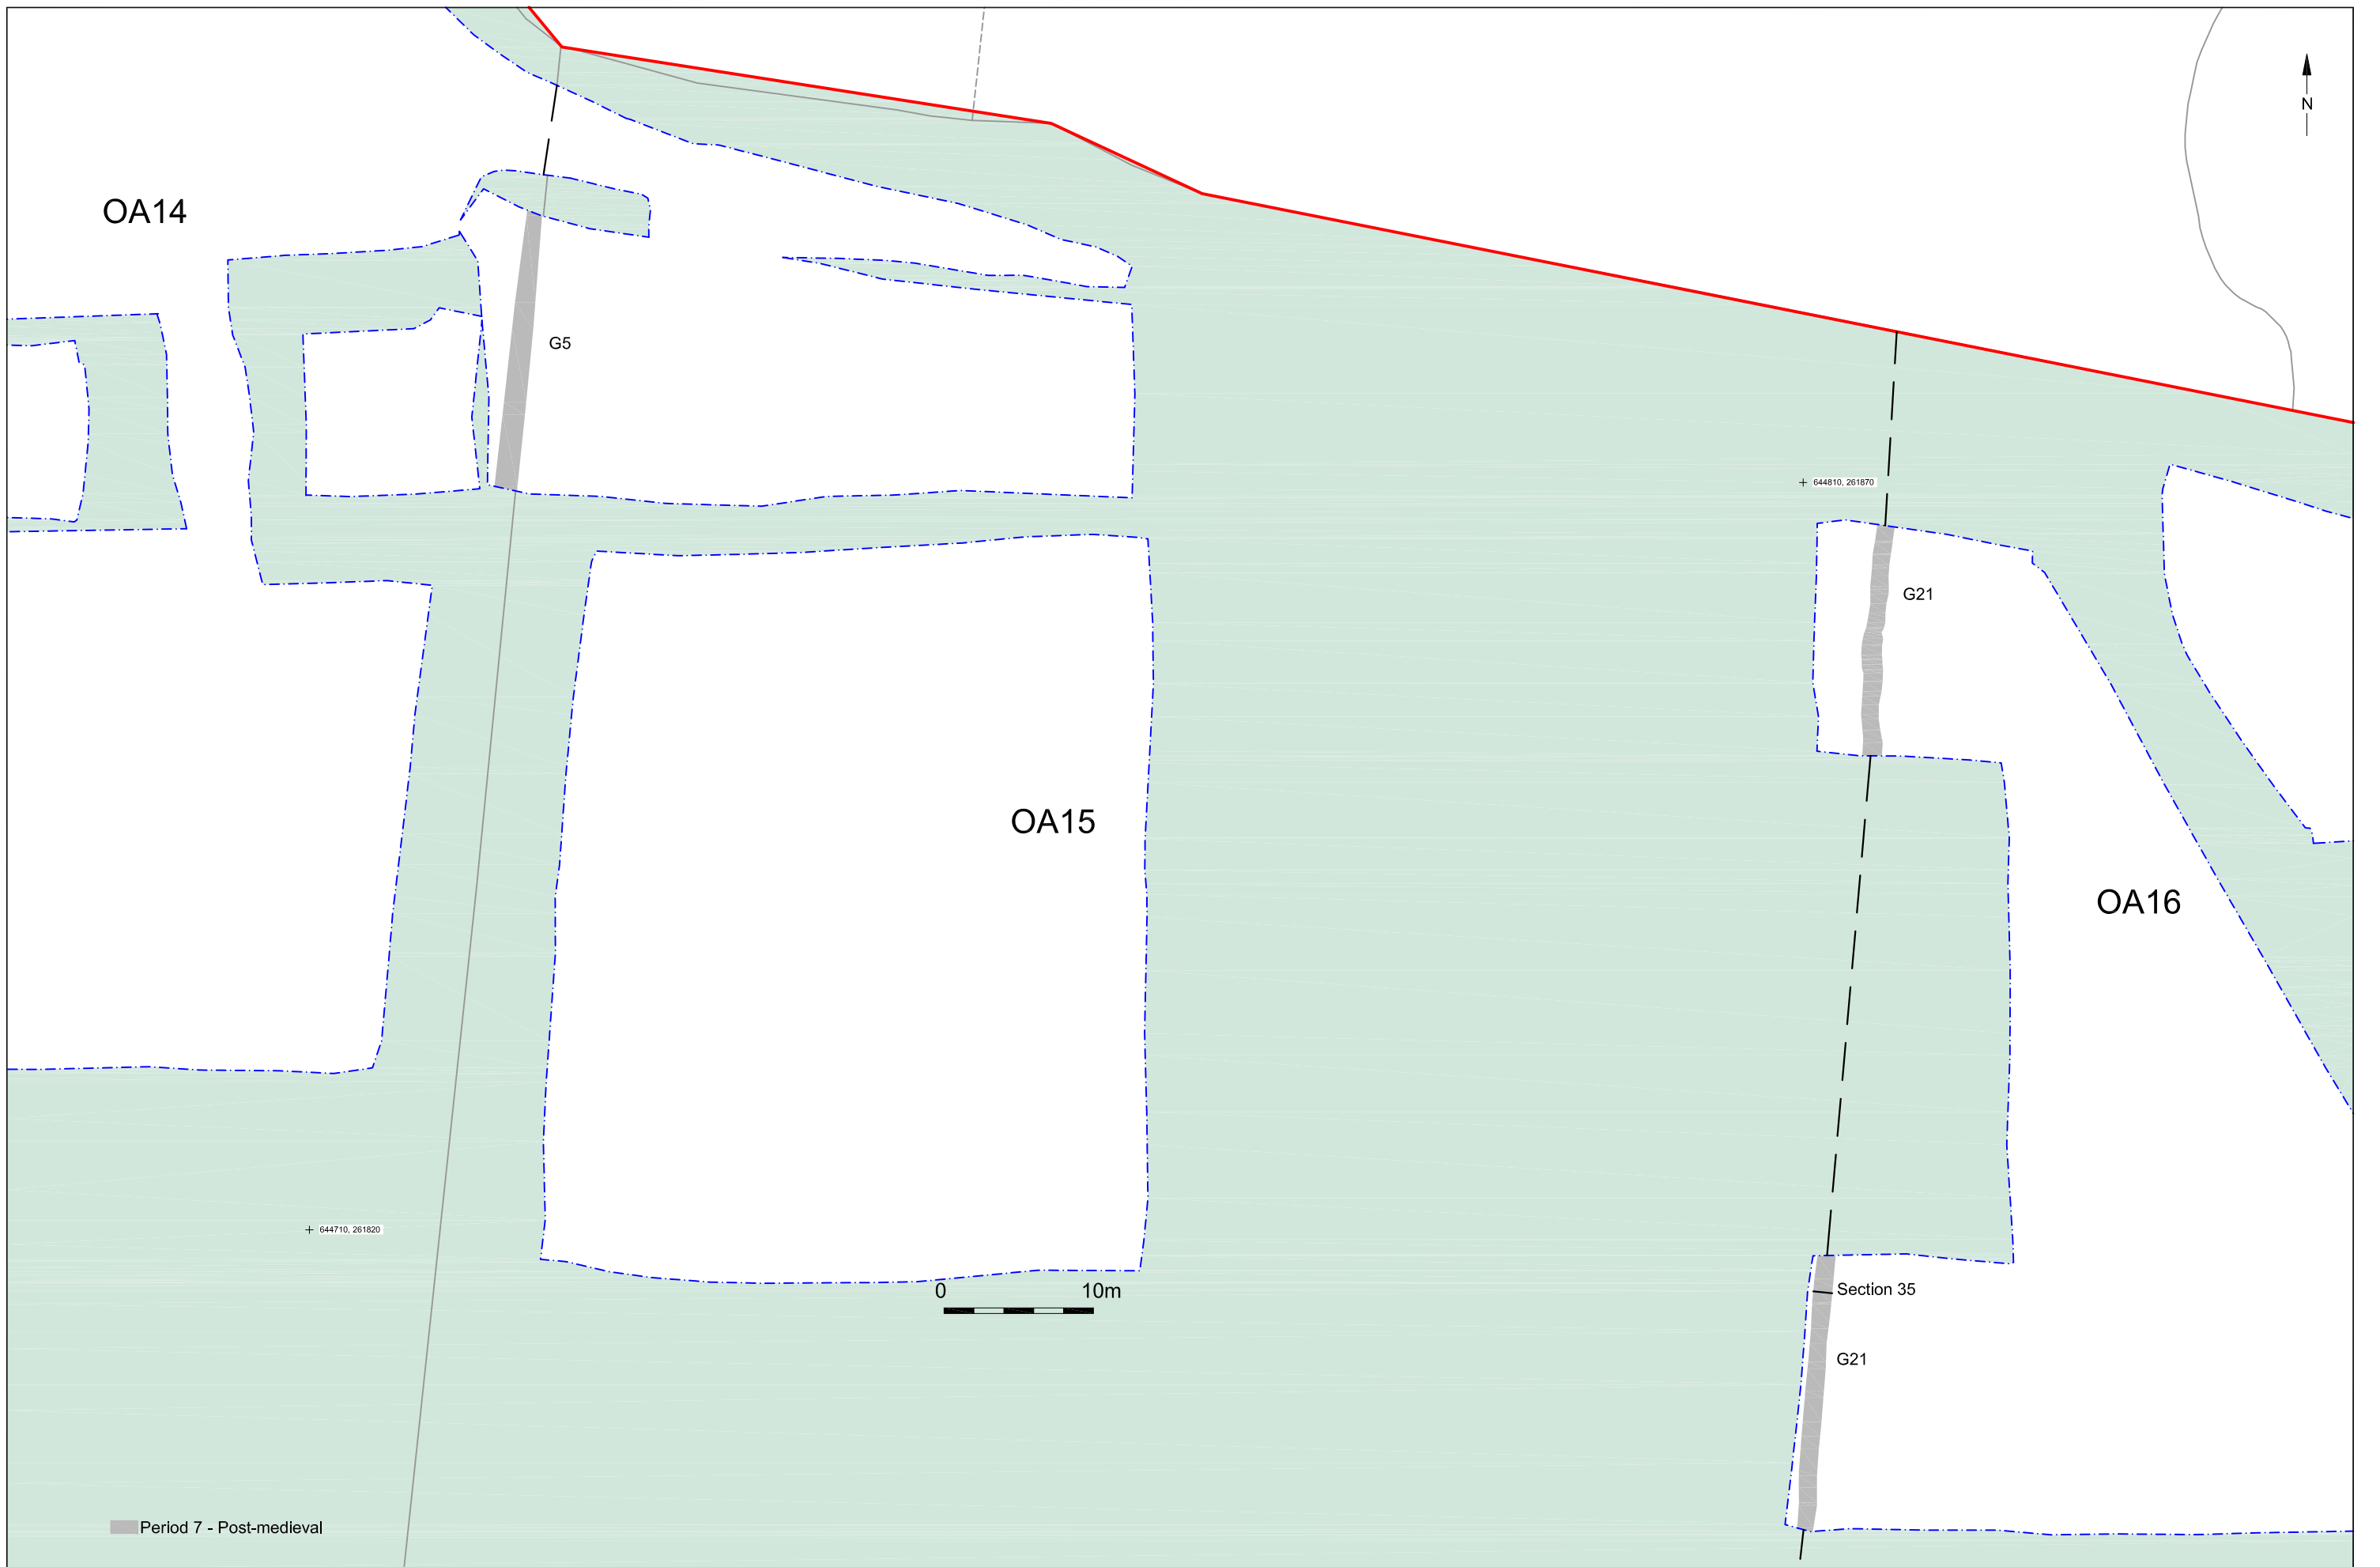 N
OA14
G5
644810, 261870
G21
OA15
OA16
644710, 261820
0 10m
Section 35
G21
Period 7 - Post-medieval